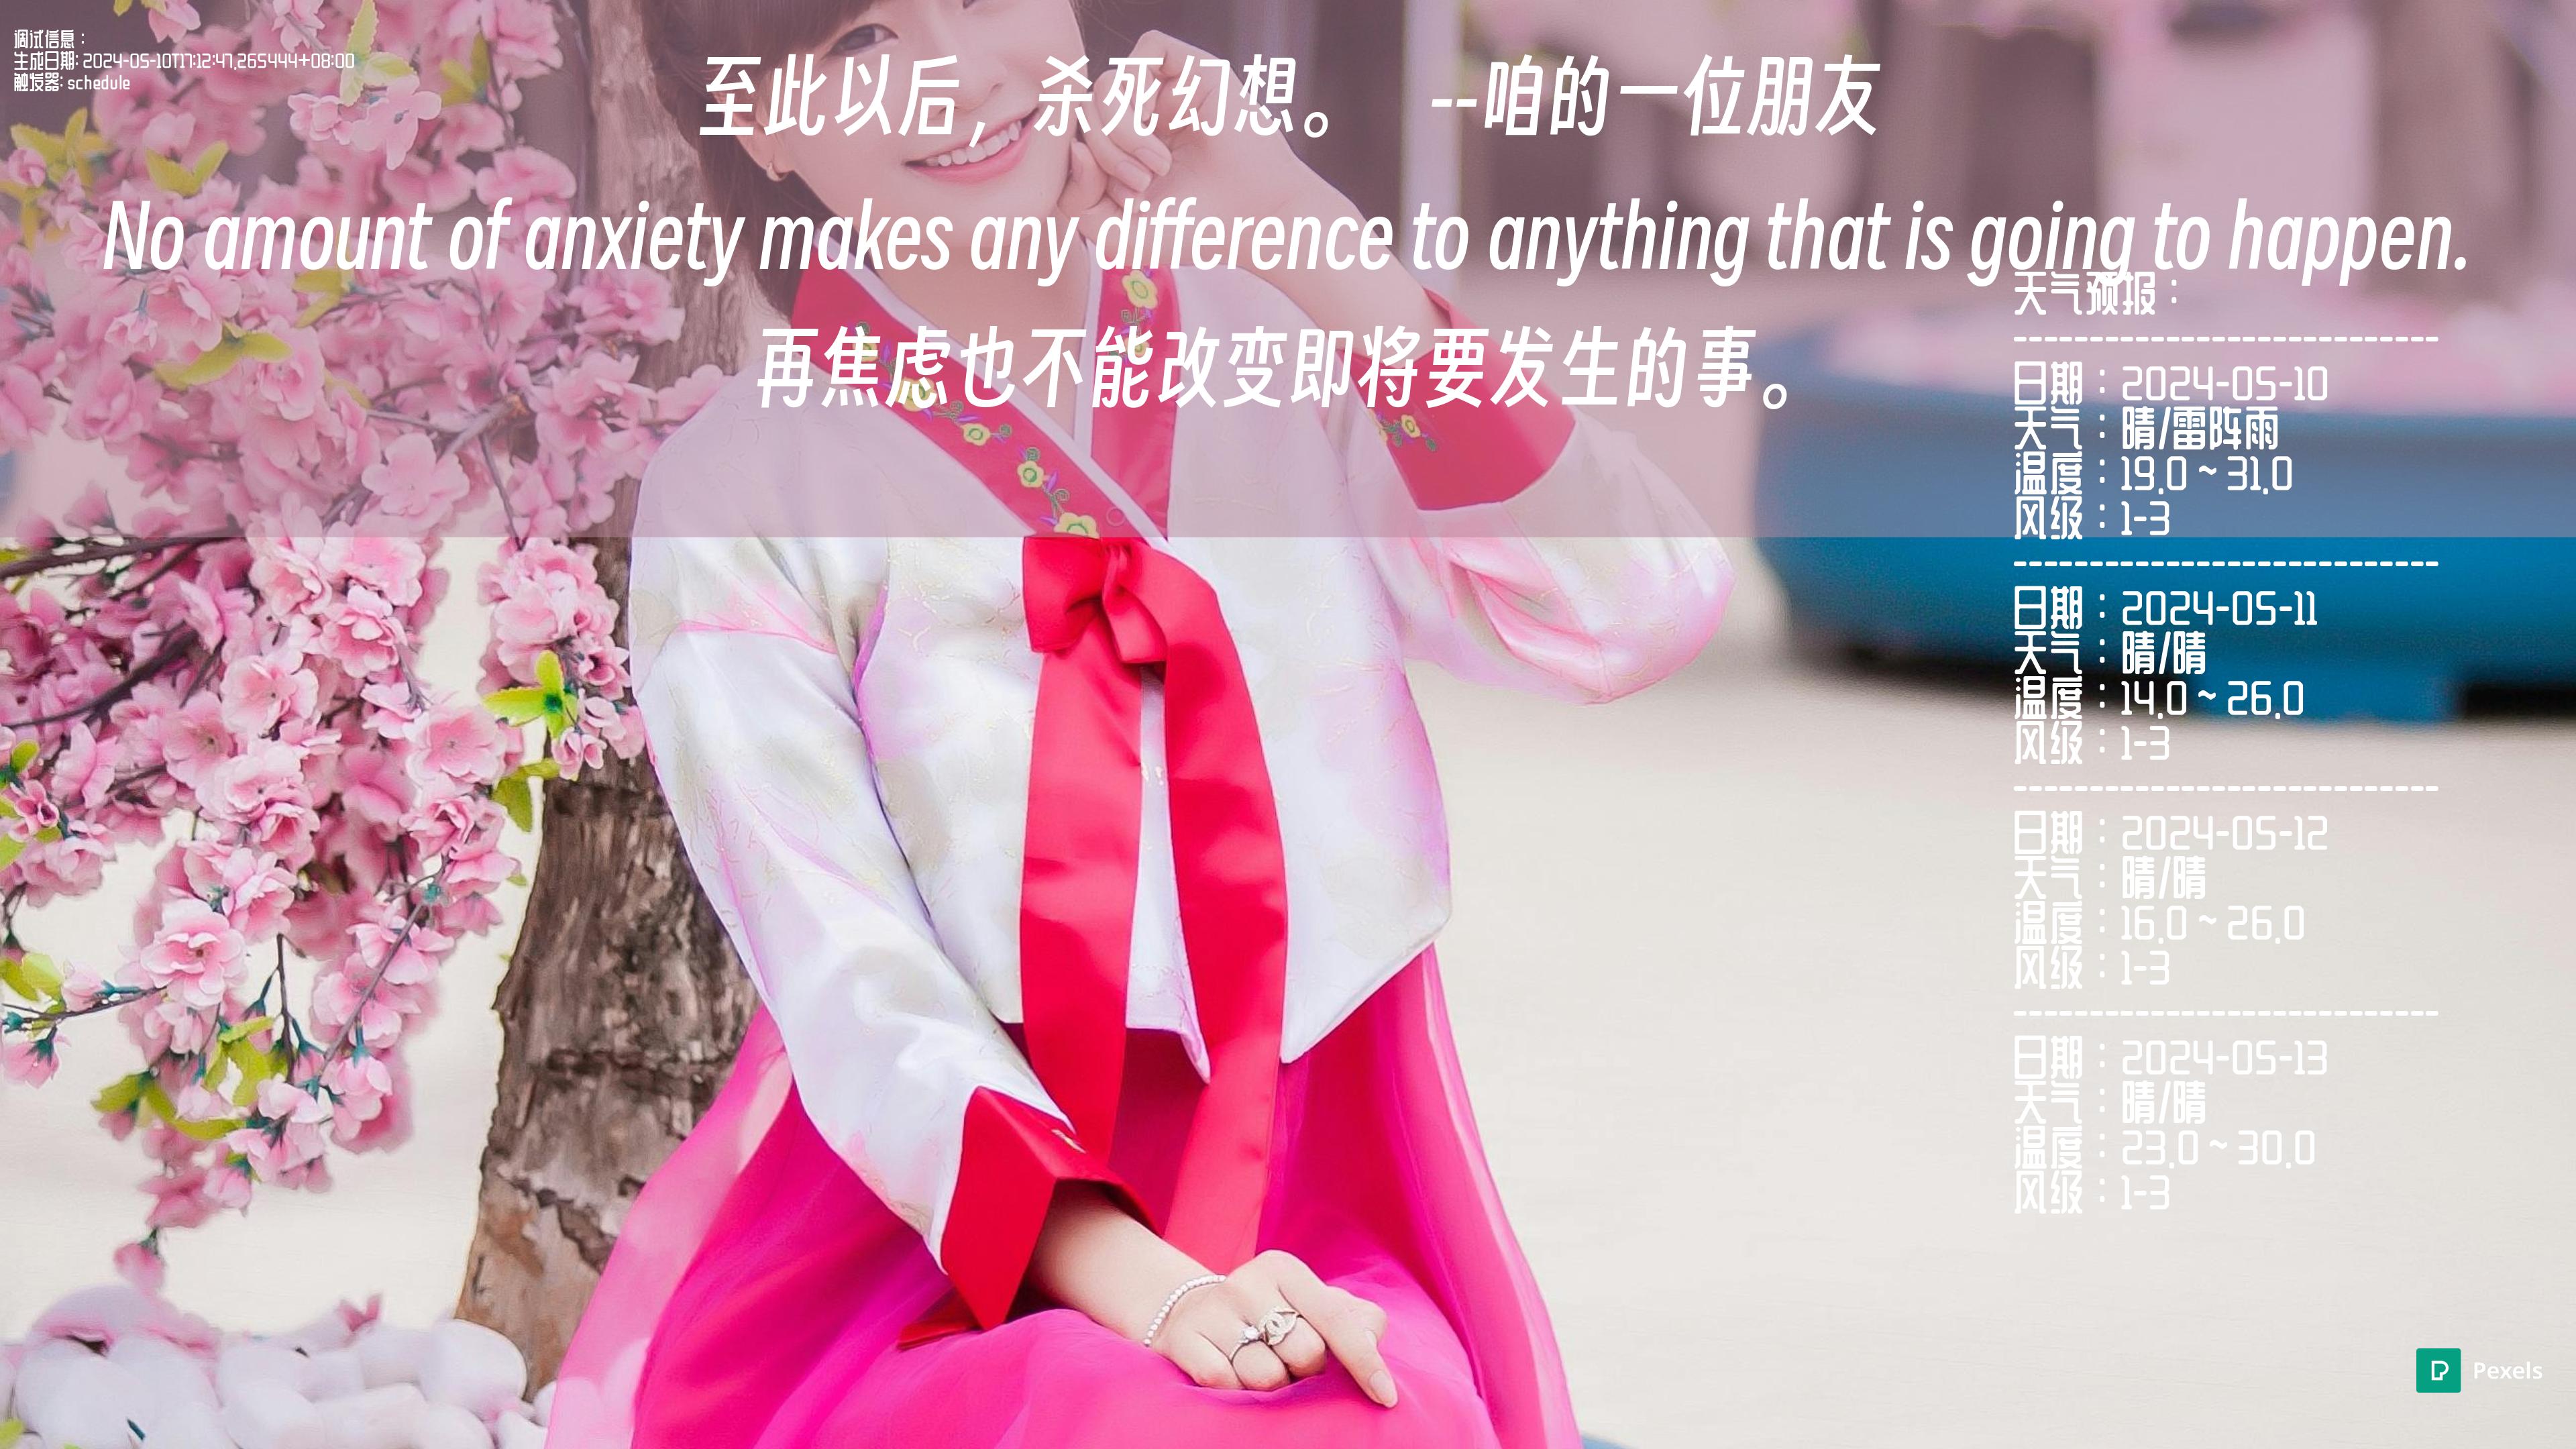 调试信息：
生成日期: 2024-05-10T17:12:47.265444+08:00
触发器: schedule
至此以后，杀死幻想。 --咱的一位朋友
No amount of anxiety makes any difference to anything that is going to happen.
再焦虑也不能改变即将要发生的事。
天气预报：
----------------------------
日期：2024-05-10
天气：晴/雷阵雨
温度：19.0 ~ 31.0
风级：1-3
----------------------------
日期：2024-05-11
天气：晴/晴
温度：14.0 ~ 26.0
风级：1-3
----------------------------
日期：2024-05-12
天气：晴/晴
温度：16.0 ~ 26.0
风级：1-3
----------------------------
日期：2024-05-13
天气：晴/晴
温度：23.0 ~ 30.0
风级：1-3
Pexels